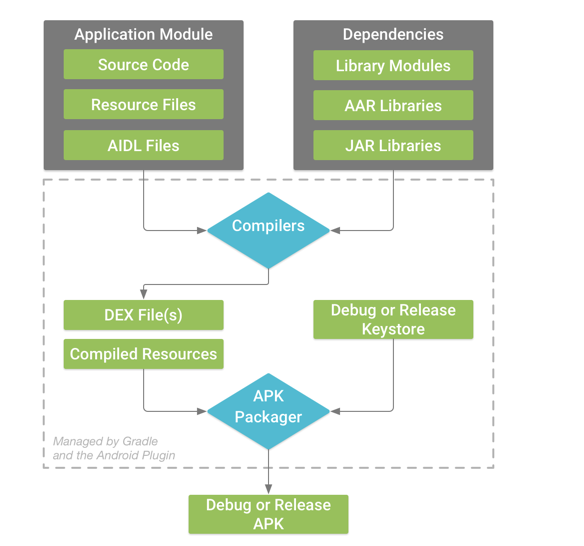 Application Module
Source Code
Resource Files
AIDL Files
Dependencies
Library Modules
AAR Libraries
JAR Libraries
Compilers
DEX File(s)
Compiled Resources
Debug or Release
Keystore
APK
Packager
Managed by Gradle
and the Android Plugin
Debug or Release
APK